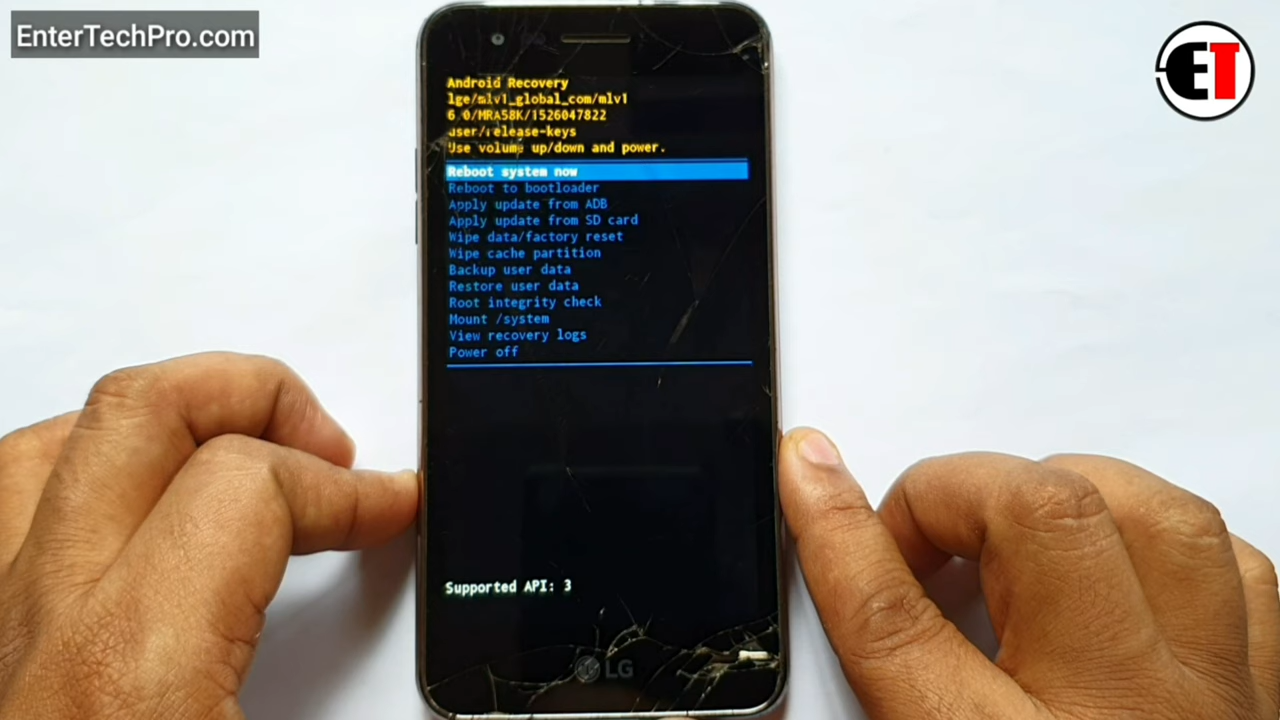 EnterTechPro.com
ET
Android Recovery
lge/mlv1_global_com/mlv1
6.0/MRA58K/1526047822
user/release-keys
Use volume up/down and power.
Reboot system now
Reboot to bootloader
Apply update from ADB
Apply update from SD card
Wipe data/factory reset
Wipe cache partition
Backup user data
Restore user data
Root integrity check
Mount /system
View recovery logs
Power off
Supported API: 3
LG